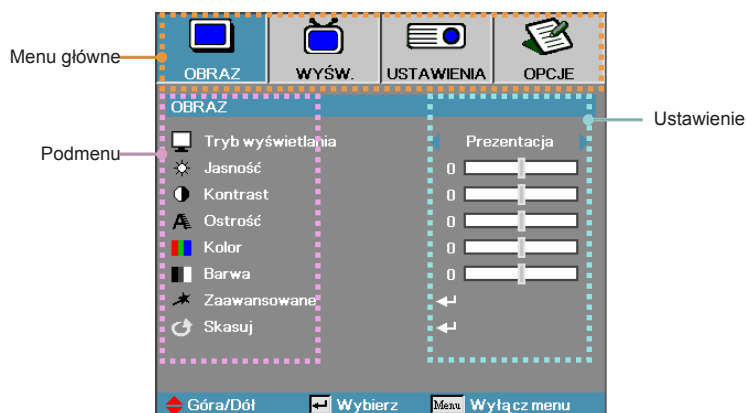 Menu główne
OBRAZ WYŚW. USTAWIENIA OPCJE
OBRAZ
Ustawienie
Tryb wyświetlania Prezentacja
Podmenu
Jasność 0
Kontrast 0
Ostrość 0
Kolor 0
Barwa 0
Zaawansowane
Skasuj
Góra/Dół Wybierz Menu Wyłącz menu